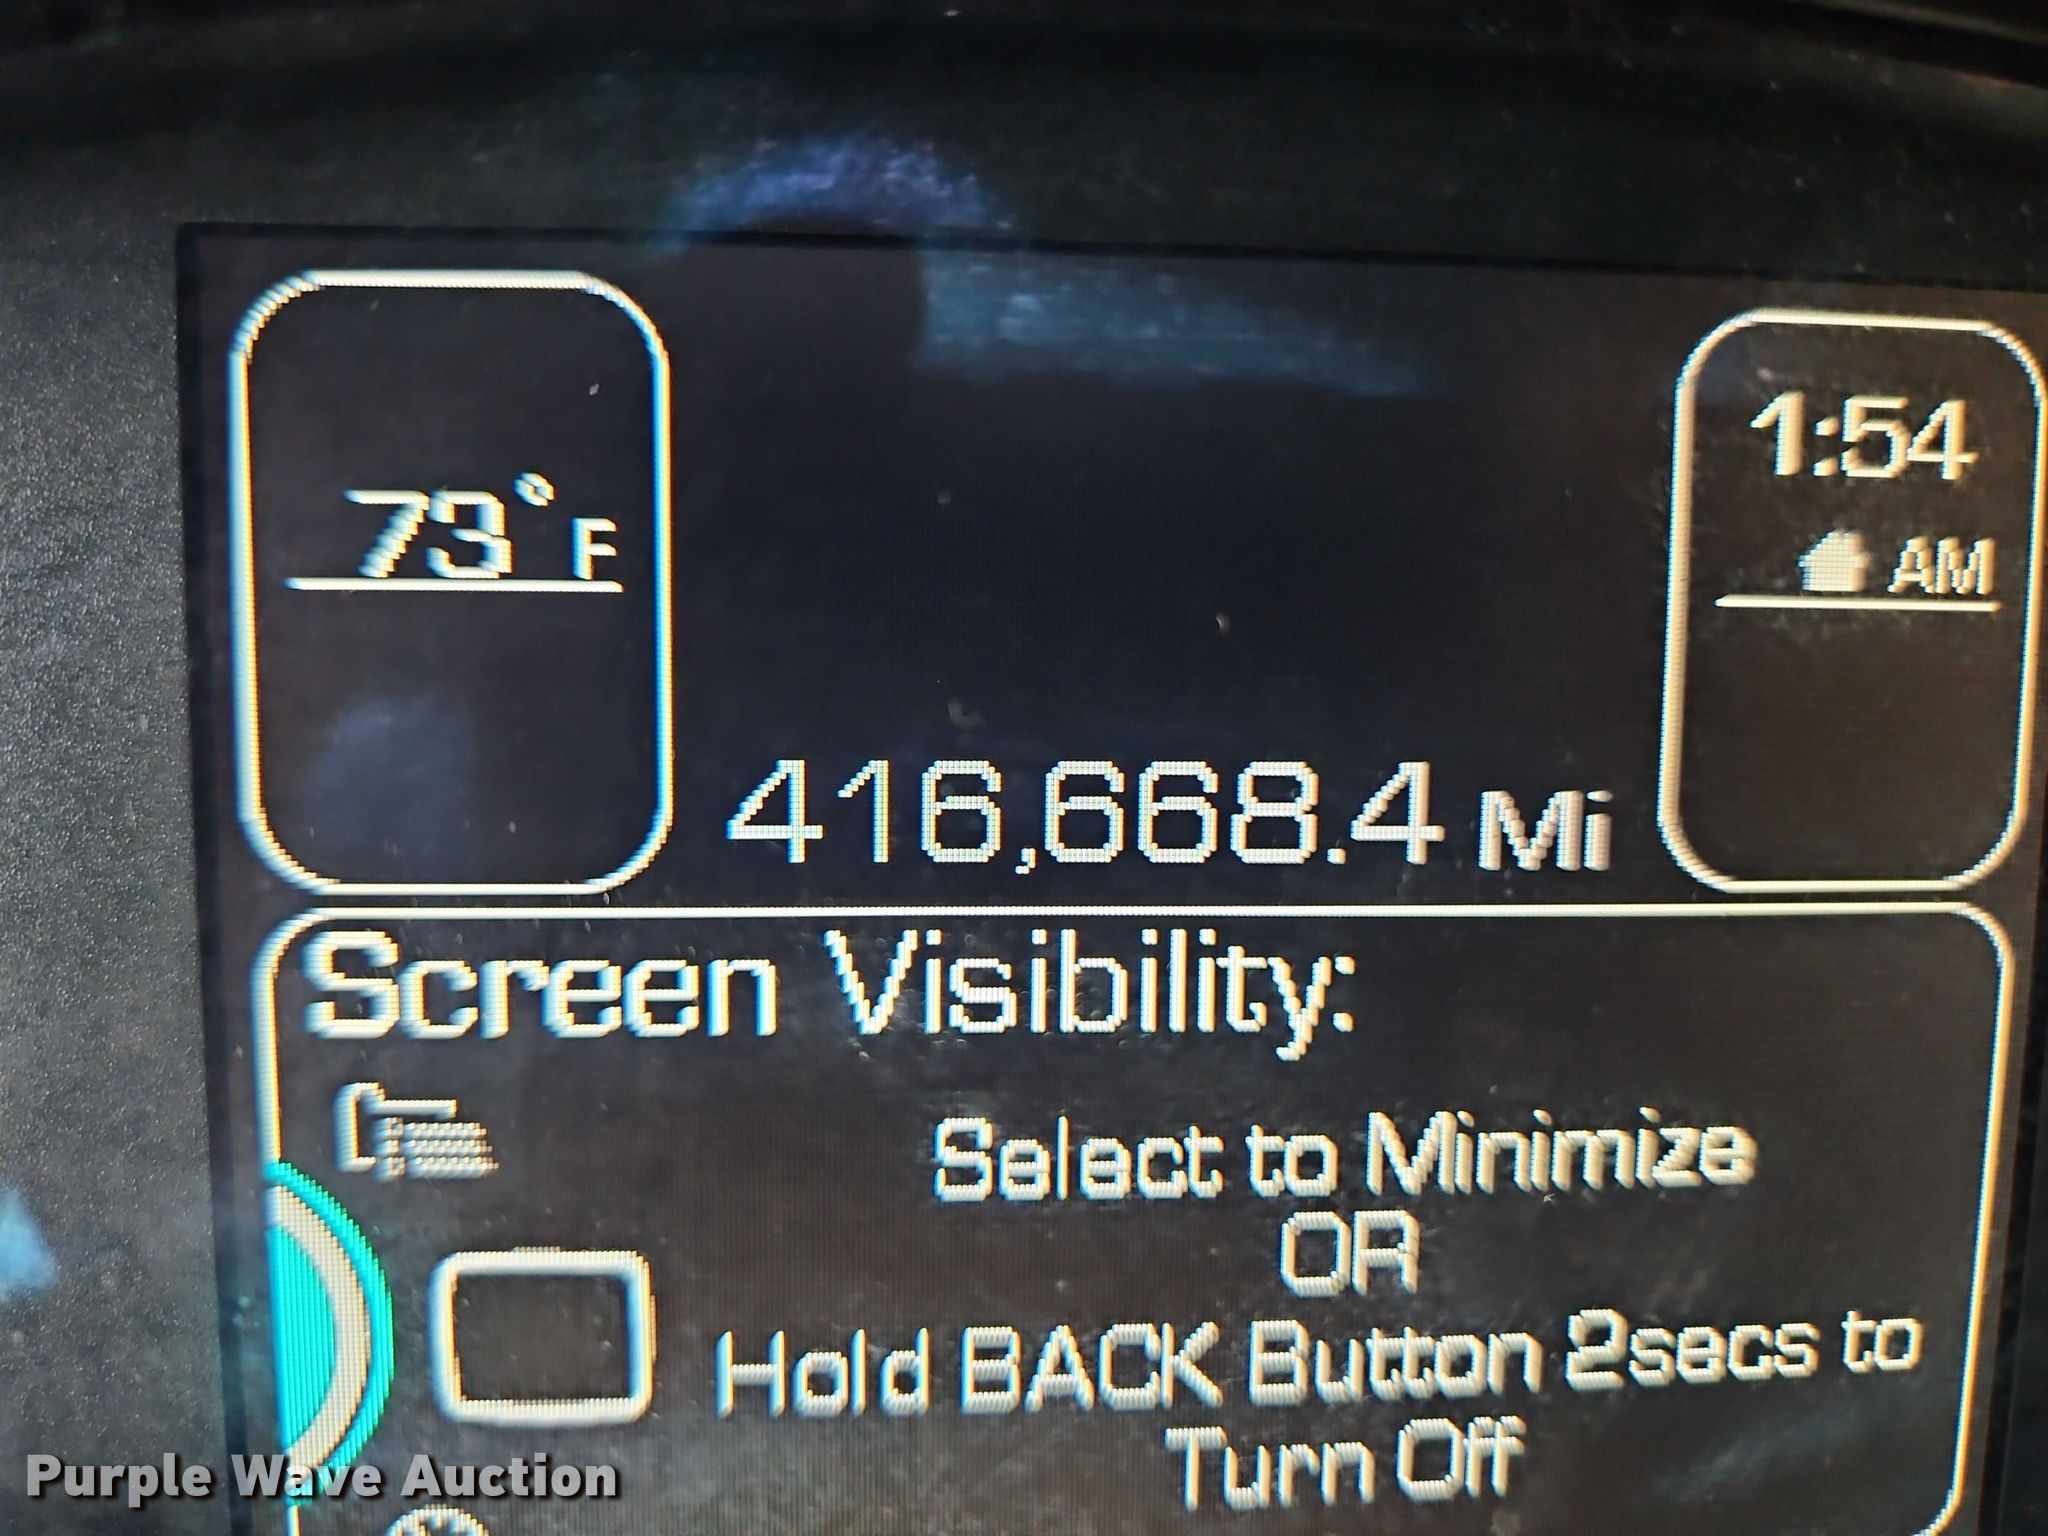 73° F
1:54
AM
416,668.4 Mi
Screen Visibility:
Select to Minimize
OR
Hold BACK Button 2secs to
Turn Off
Purple Wave Auction